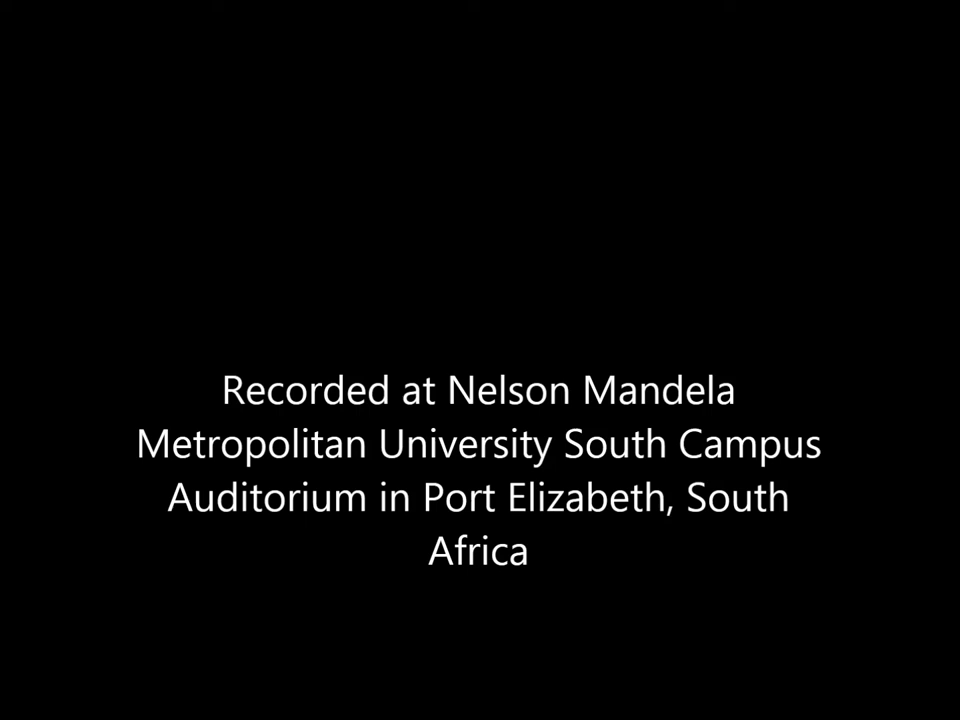 Recorded at Nelson Mandela
Metropolitan University South Campus
Auditorium in Port Elizabeth, South
Africa